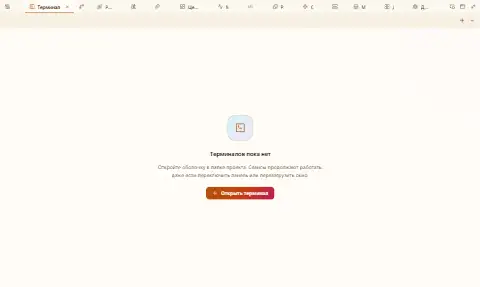 Терминал
Терминалов пока нет
Откройте оболочку в папке проекта. Сеансы продолжают работать,
даже если переключить панель или перезагрузить окно.
Открыть терминал